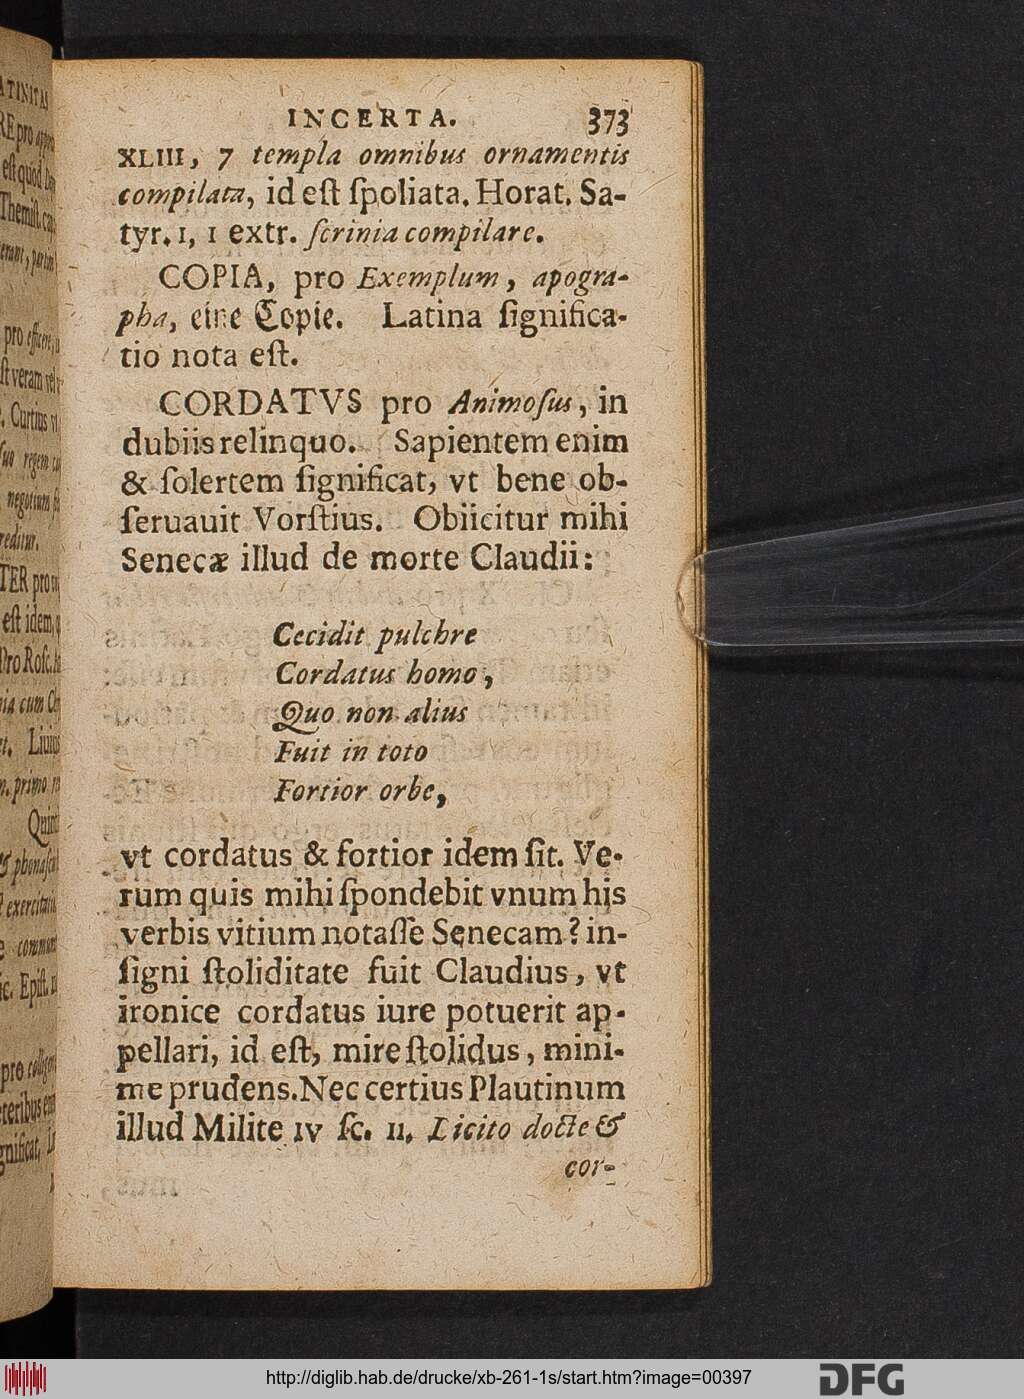 INCERTA. 373
XLIII, 7 templa omnibus ornamentis
compilata, id eſt ſpoliata. Horat. Sa-
tyr. I, I extr. ſcrinia compilare.
COPIA, pro Exemplum, apogra-
pha, eine Copie. Latina ſignifica-
tio nota eſt.
CORDATVS pro Animoſus, in
dubiis relinquo. Sapientem enim
& ſolertem ſignificat, vt bene ob-
ſeruauit Vorſtius. Obiicitur mihi
Senecæ illud de morte Claudii:
Cecidit pulchre
Cordatus homo,
Quo non alius
Fuit in toto
Fortior orbe,
vt cordatus & fortior idem ſit. Ve-
rum quis mihi ſpondebit vnum his
verbis vitium notaſſe Senecam? in-
ſigni ſtoliditate fuit Claudius, vt
ironice cordatus iure potuerit ap-
pellari, id eſt, mire ſtolidus, mini-
me prudens. Nec certius Plautinum
illud Milite IV ſc. II. Licito docte &
cor-
http://diglib.hab.de/drucke/xb-261-1s/start.htm?image=00397
DFG